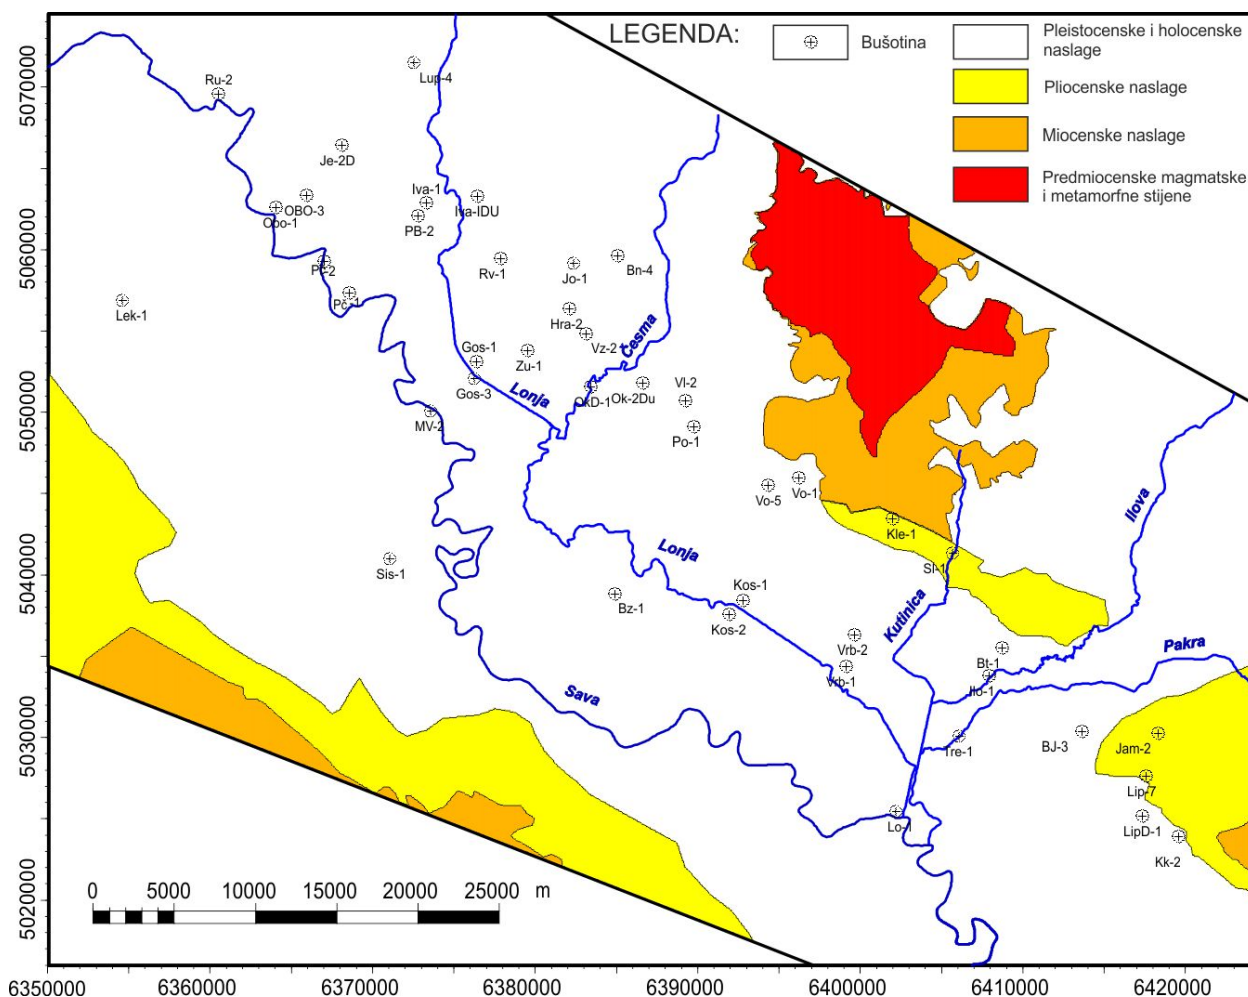 LEGENDA:
Bušotina
Pleistocenske i holocenske
naslage
Pliocenske naslage
Miocenske naslage
Predmiocenske magmatske
i metamorfne stijene
5070000
5060000
5050000
5040000
5030000
5020000
Lup-4
Ru-2
Je-2D
Iva-1
OBO-3
Iva-IDU
Obo-1
PB-2
Pč-2
Rv-1
Jo-1
Bn-4
Pč-1
Lek-1
Hra-2
Česma
Gos-1
Vz-2
Zu-1
Gos-3
Lonja
OkD-1
Ok-2Du
Vl-2
MV-2
Po-1
Vo-5
Vo-1
Ilova
Kle-1
Lonja
Sl-1
Sis-1
Kos-1
Bz-1
Kos-2
Kutinica
Vrb-2
Pakra
Bt-1
Vrb-1
Ilo-1
Sava
Tre-1
BJ-3
Jam-2
Lip-7
Lo-1
LipD-1
Kk-2
0 5000 10000 15000 20000 25000 m
6350000 6360000 6370000 6380000 6390000 6400000 6410000 6420000